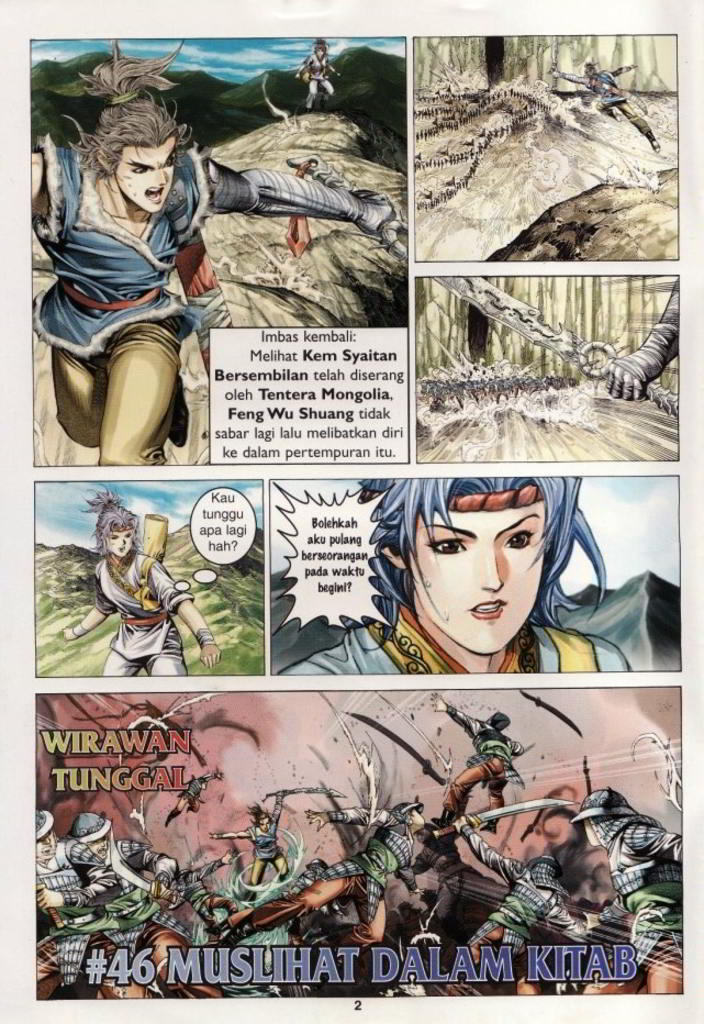 Imbas kembali:
Melihat Kem Syaitan
Bersembilan telah diserang
oleh Tentera Mongolia,
Feng Wu Shuang tidak
sabar lagi lalu melibatkan diri
ke dalam pertempuran itu.
Kau
tunggu
apa lagi
hah?
Bolehkah
aku pulang
berseorangan
pada waktu
begini?
WIRAWAN
TUNGGAL
#46 MUSLIHAT DALAM KITAB
2